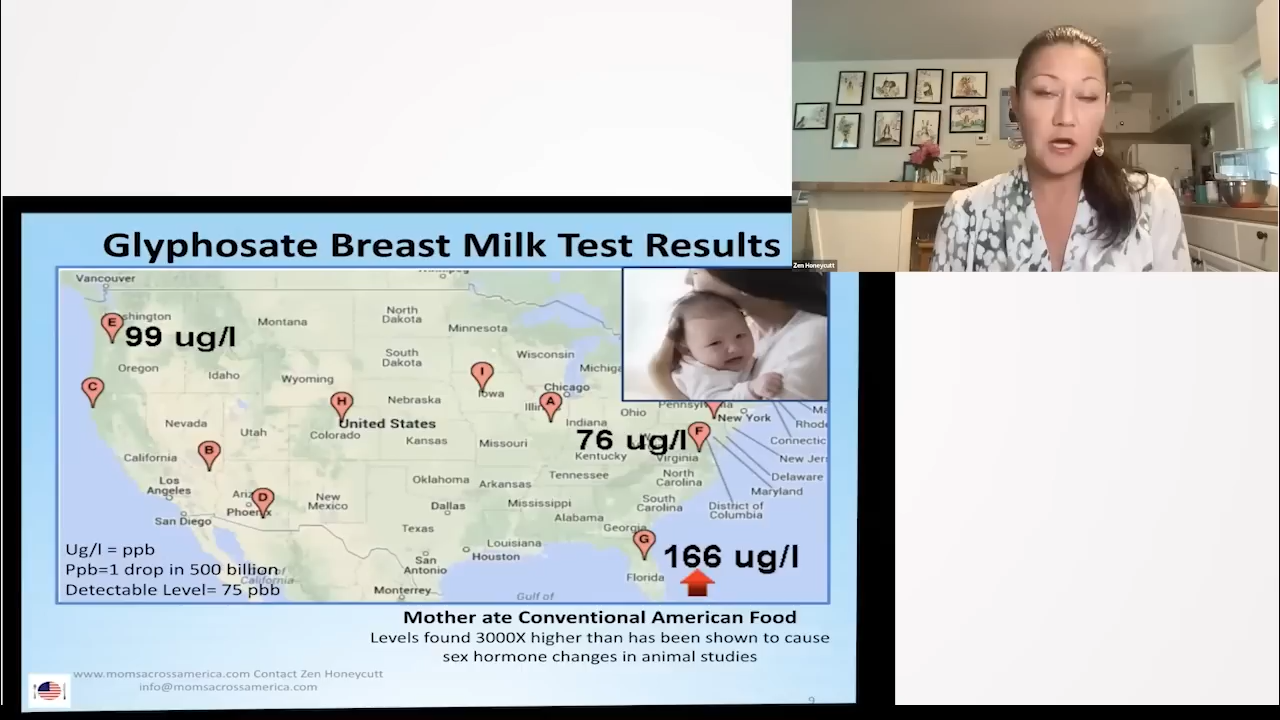 Zen Honeycutt
Glyphosate Breast Milk Test Results
Vancouver
E
shington
99 ug/l
Montana
North
Dakota
Minnesota
Oregon
Idaho
South
Dakota
Wisconsin
Michiga
Wyoming
C
I
Iowa
Chicago
H
Nebraska
Illin
A
Pennsylvania
Ohio
New York
Ma
Rhode
Nevada
Utah
United States
Colorado
Indiana
76 ug/l
F
Connectic
B
California
Kansas
Missouri
Kentucky
Virginia
New Jer
Los
Angeles
Ariz
D
Phoenix
New
Mexico
Oklahoma
Arkansas
Tennessee
North
Carolina
Delaware
Maryland
San Diego
Dallas
Mississippi
South
Carolina
District of
Columbia
Texas
Alabama
Georgia
Louisiana
Houston
San
Antonio
G
166 ug/l
Florida
Monterrey
Gulf of
Ug/l = ppb
Ppb=1 drop in 500 billion
California
Detectable Level= 75 pbb
Mother ate Conventional American Food
Levels found 3000X higher than has been shown to cause
sex hormone changes in animal studies
www.momsacrossamerica.com Contact Zen Honeycutt
info@momsacrossamerica.com
9